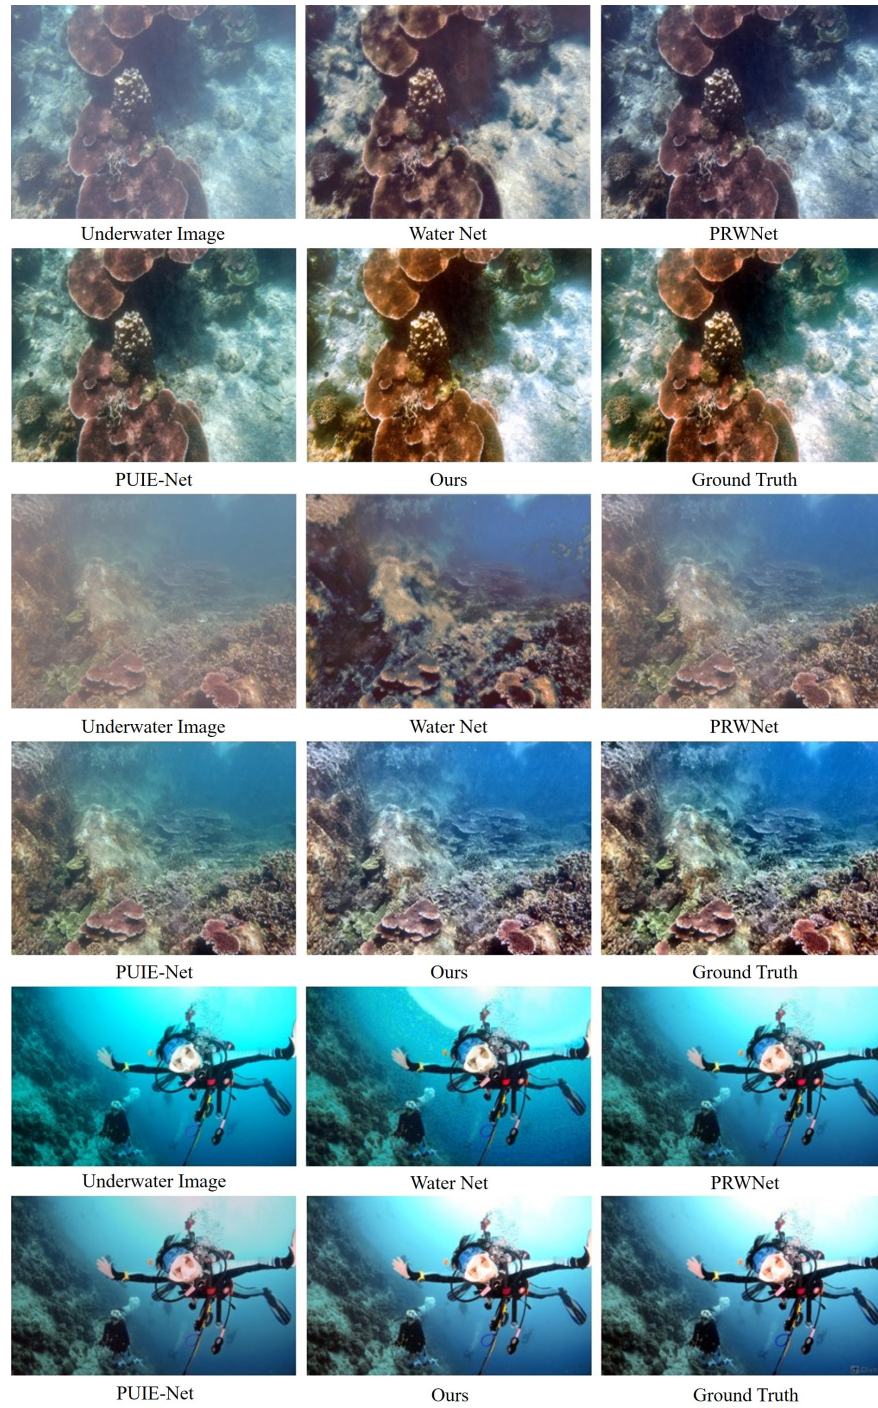 Underwater Image
Water Net
PRWNet
PUIE-Net
Ours
Ground Truth
Underwater Image
Water Net
PRWNet
PUIE-Net
Ours
Ground Truth
Underwater Image
Water Net
PRWNet
PUIE-Net
Ours
Ground Truth